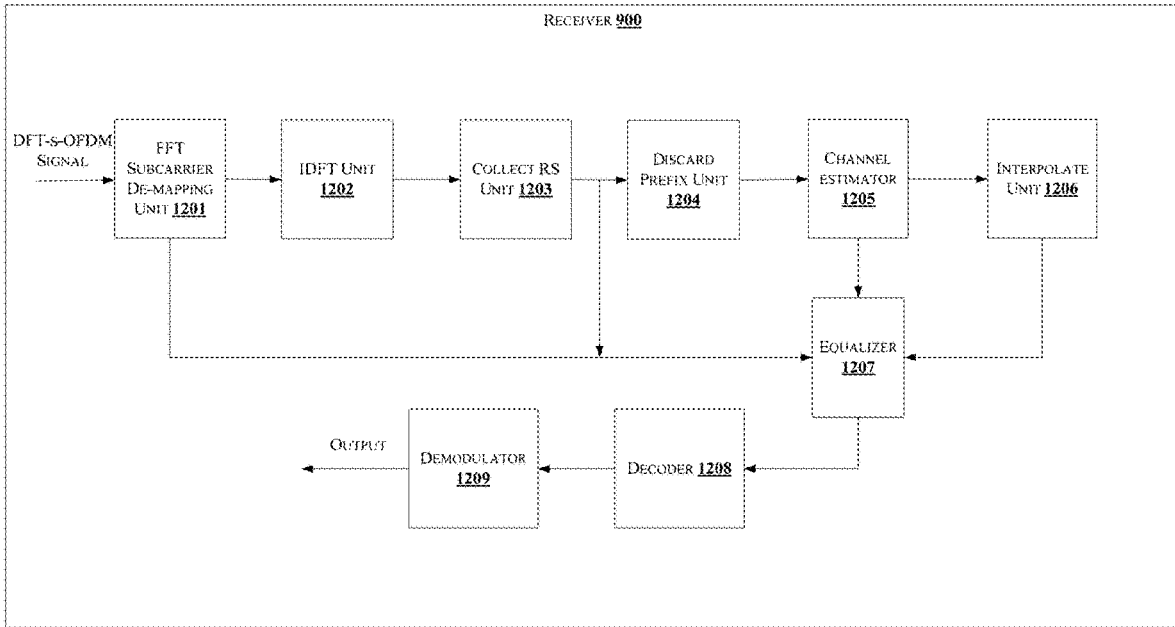 RECEIVER 900
DFT-S-OFDM
SIGNAL
FFT
SUBCARRIER
DE-MAPPING
UNIT 1201
IDFT UNIT
1202
COLLECT RS
UNIT 1203
DISCARD
PREFIX UNIT
1204
CHANNEL
ESTIMATOR
1205
INTERPOLATE
UNIT 1206
EQUALIZER
1207
OUTPUT
DEMODULATOR
1209
DECODER 1208